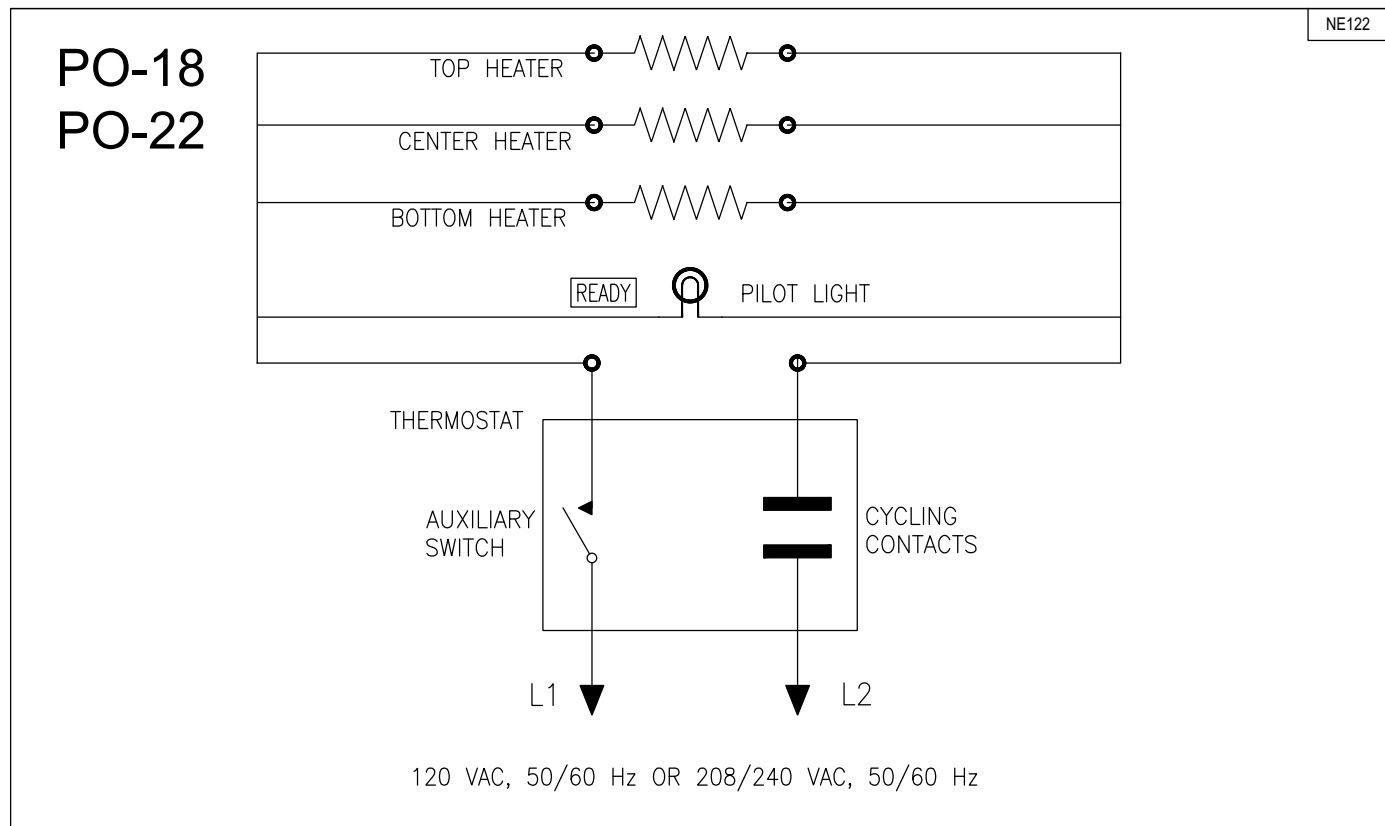 NE122
PO-18
PO-22
TOP HEATER
CENTER HEATER
BOTTOM HEATER
READY
PILOT LIGHT
THERMOSTAT
AUXILIARY
SWITCH
CYCLING
CONTACTS
L1
L2
120 VAC, 50/60 Hz OR 208/240 VAC, 50/60 Hz